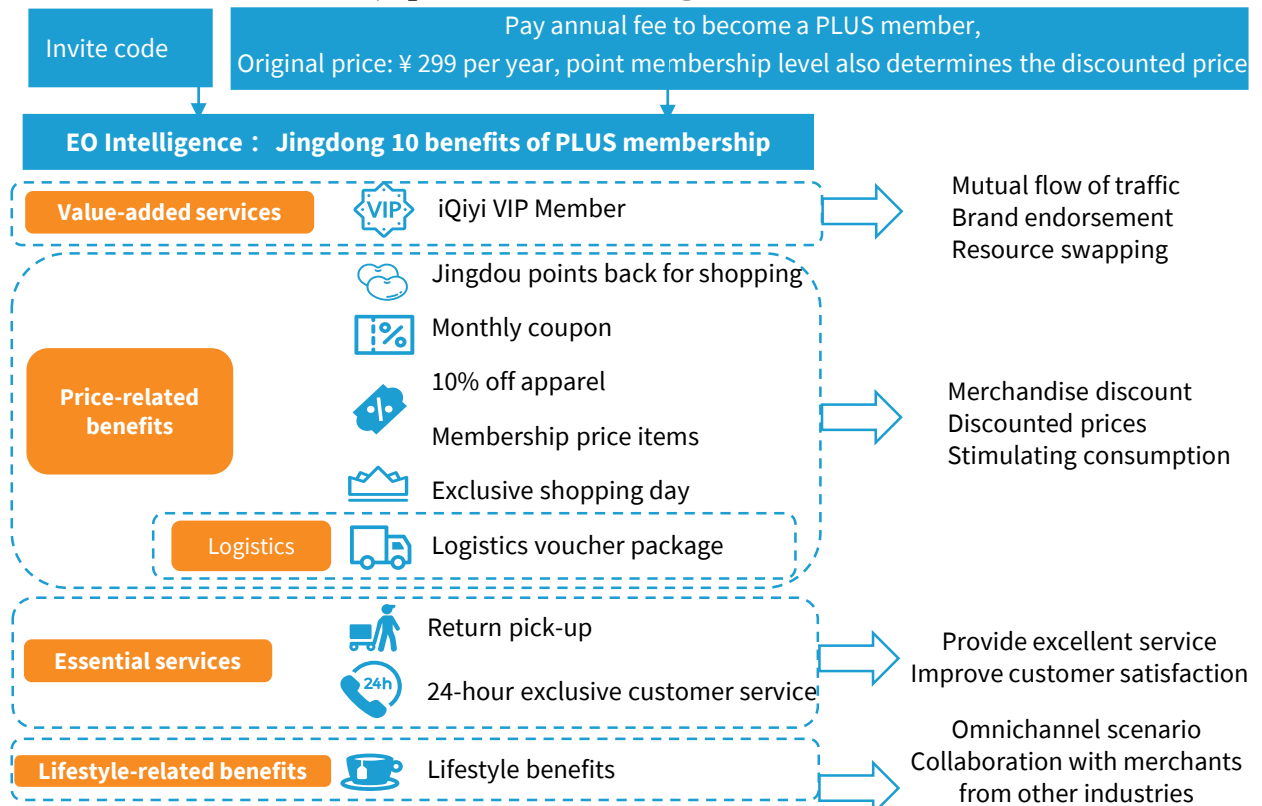 Invite code
Pay annual fee to become a PLUS member,
Original price: ¥ 299 per year, point membership level also determines the discounted price
EO Intelligence： Jingdong 10 benefits of PLUS membership
Value-added services
VIP
iQiyi VIP Member
Mutual flow of traffic
Brand endorsement
Resource swapping
Price-related
benefits
Jingdou points back for shopping
%
Monthly coupon
10% off apparel
Membership price items
Exclusive shopping day
Logistics
Logistics voucher package
Merchandise discount
Discounted prices
Stimulating consumption
Essential services
Return pick-up
24h
24-hour exclusive customer service
Provide excellent service
Improve customer satisfaction
Lifestyle-related benefits
Lifestyle benefits
Omnichannel scenario
Collaboration with merchants
from other industries